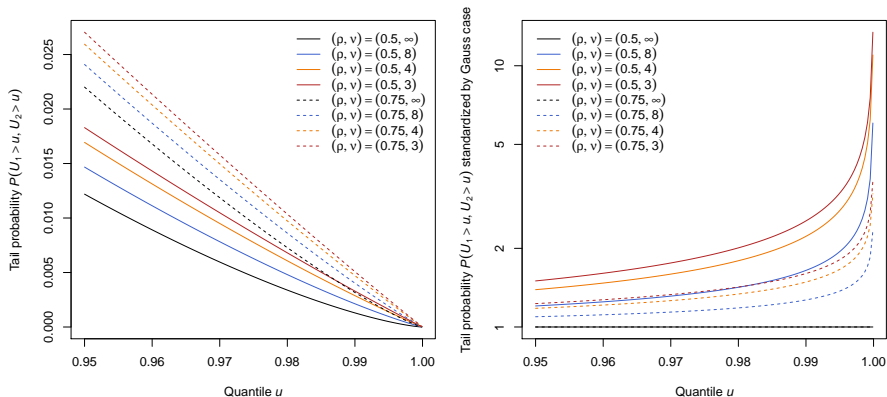 Tail probability P(U₁ > u, U₂ > u)
0.025
0.020
0.015
0.010
0.005
0.000
0.95
0.96
0.97
0.98
0.99
1.00
Quantile u
(ρ, ν) = (0.5, ∞)
(ρ, ν) = (0.5, 8)
(ρ, ν) = (0.5, 4)
(ρ, ν) = (0.5, 3)
(ρ, ν) = (0.75, ∞)
(ρ, ν) = (0.75, 8)
(ρ, ν) = (0.75, 4)
(ρ, ν) = (0.75, 3)
Tail probability P(U₁ > u, U₂ > u) standardized by Gauss case
10
5
2
1
0.95
0.96
0.97
0.98
0.99
1.00
Quantile u
(ρ, ν) = (0.5, ∞)
(ρ, ν) = (0.5, 8)
(ρ, ν) = (0.5, 4)
(ρ, ν) = (0.5, 3)
(ρ, ν) = (0.75, ∞)
(ρ, ν) = (0.75, 8)
(ρ, ν) = (0.75, 4)
(ρ, ν) = (0.75, 3)